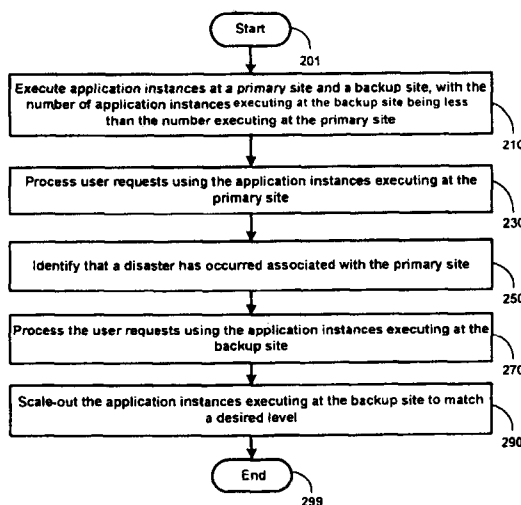 Start
201
Execute application instances at a primary site and a backup site, with the
number of application instances executing at the backup site being less
than the number executing at the primary site
210
Process user requests using the application instances executing at the
primary site
230
Identify that a disaster has occurred associated with the primary site
250
Process the user requests using the application instances executing at the
backup site
270
Scale-out the application instances executing at the backup site to match
a desired level
290
End
299